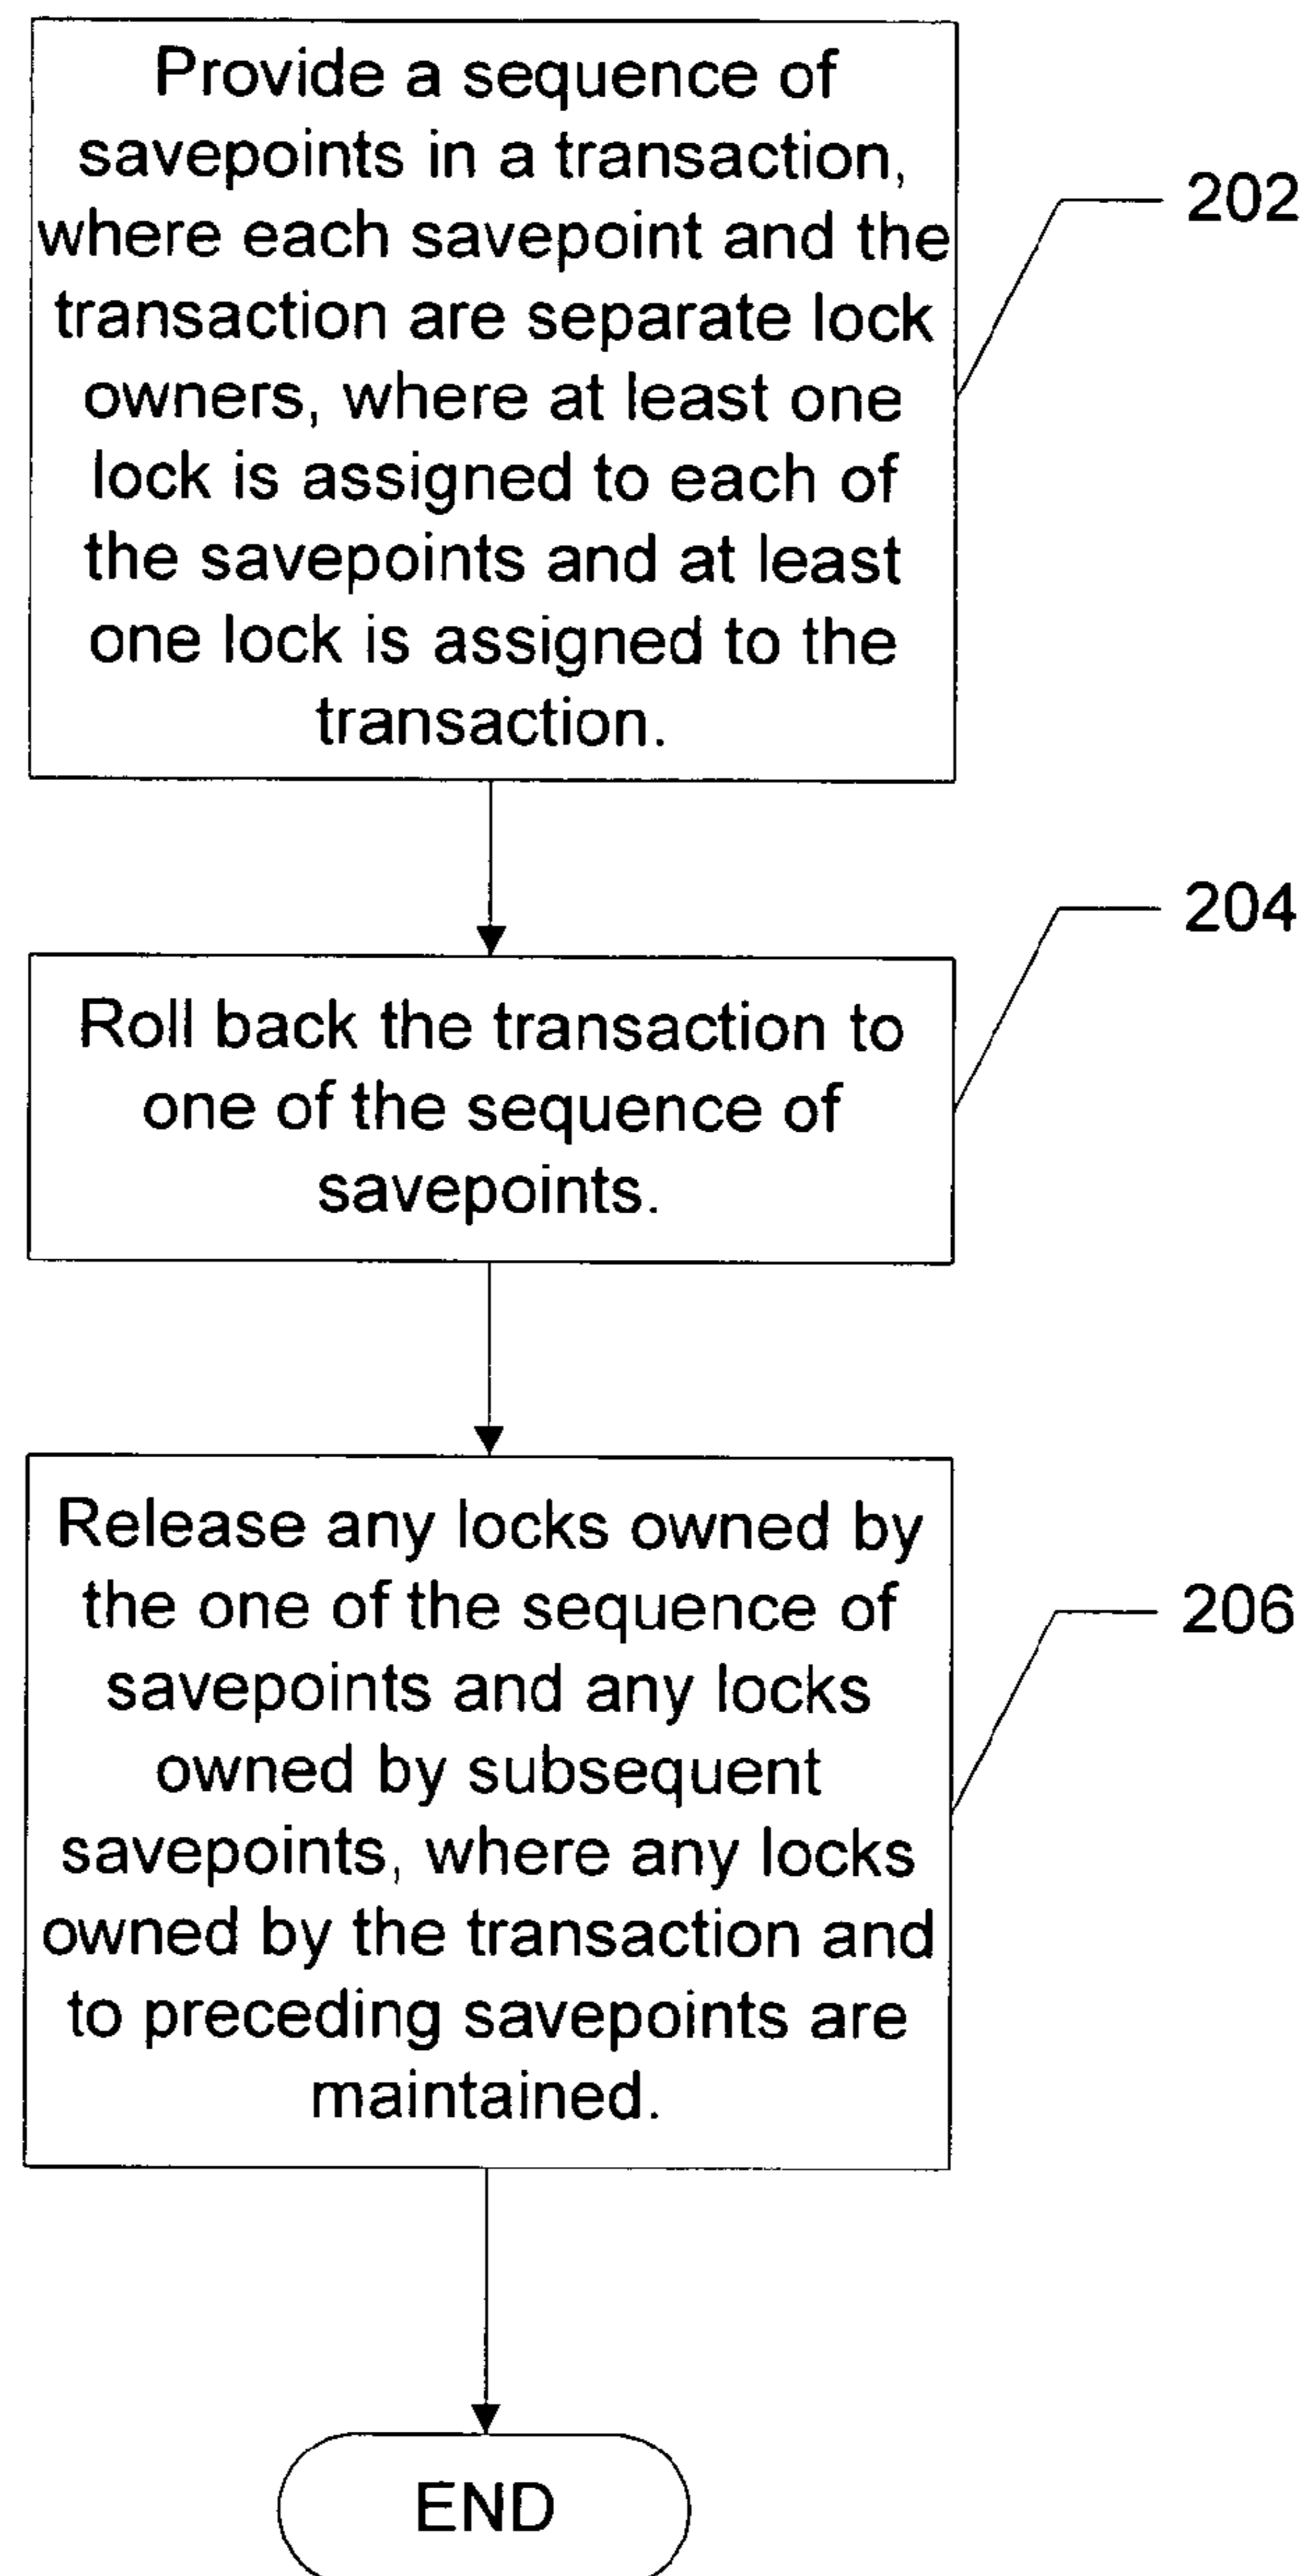 Provide a sequence of
savepoints in a transaction,
where each savepoint and the
transaction are separate lock
owners, where at least one
lock is assigned to each of
the savepoints and at least
one lock is assigned to the
transaction.
202
Roll back the transaction to
one of the sequence of
savepoints.
204
Release any locks owned by
the one of the sequence of
savepoints and any locks
owned by subsequent
savepoints, where any locks
owned by the transaction and
to preceding savepoints are
maintained.
206
END